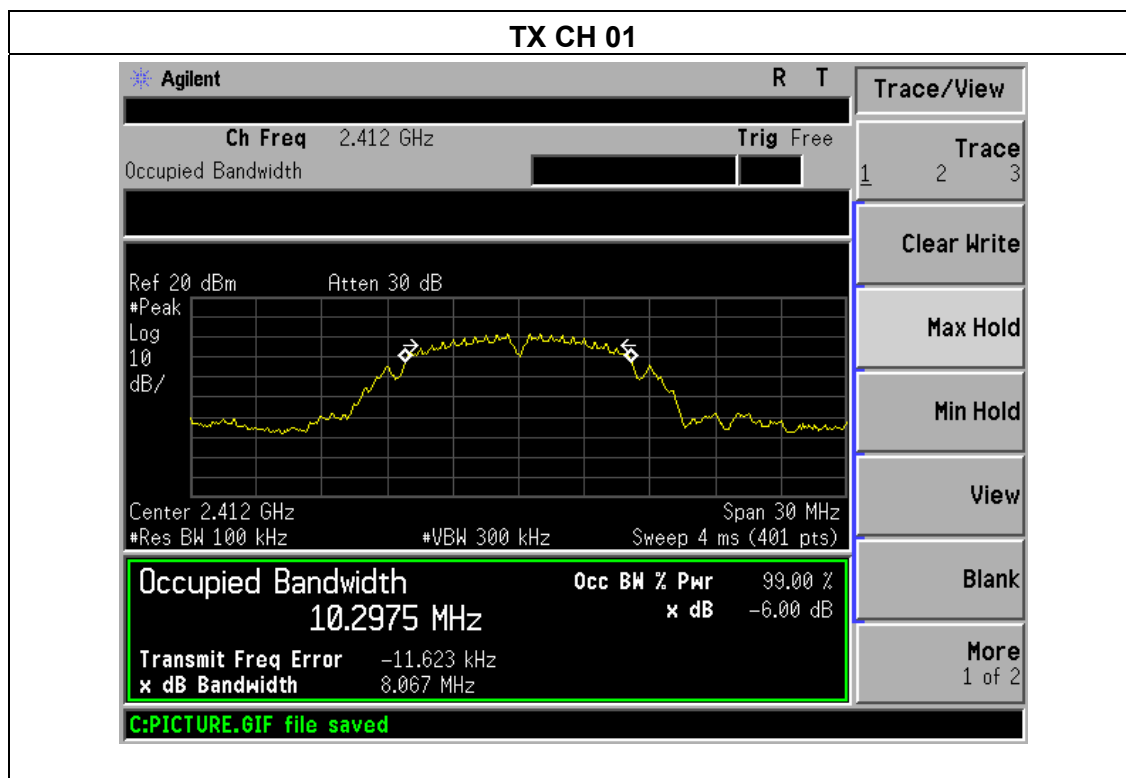 TX CH 01
Agilent R T
Ch Freq 2.412 GHz Trig Free
Occupied Bandwidth
Ref 20 dBm Atten 30 dB
#Peak
Log
10
dB/
Center 2.412 GHz Span 30 MHz
#Res BW 100 kHz #VBW 300 kHz Sweep 4 ms (401 pts)
Occupied Bandwidth Occ BW % Pwr 99.00 %
10.2975 MHz x dB -6.00 dB
Transmit Freq Error -11.623 kHz
x dB Bandwidth 8.067 MHz
C:PICTURE.GIF file saved
Trace/View
Trace
1 2 3
Clear Write
Max Hold
Min Hold
View
Blank
More
1 of 2